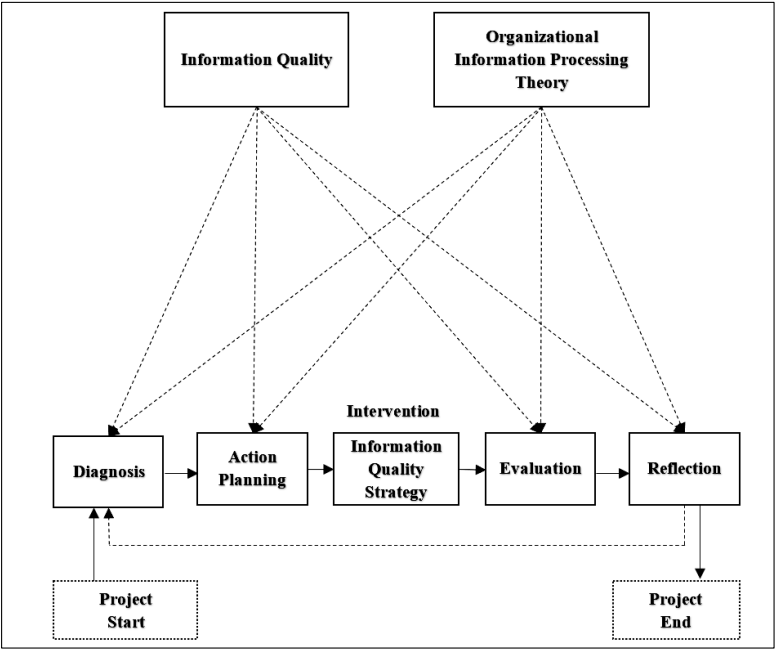 Information Quality
Organizational
Information Processing
Theory
Intervention
Diagnosis
Action
Planning
Information
Quality
Strategy
Evaluation
Reflection
Project
Start
Project
End